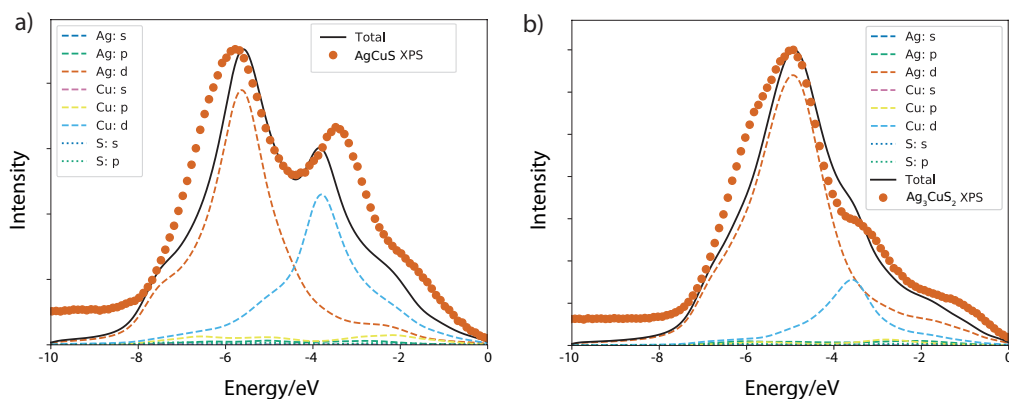 a)
Ag: s
Ag: p
Ag: d
Cu: s
Cu: p
Cu: d
S: s
S: p
Total
AgCuS XPS
Intensity
-10 -8 -6 -4 -2 0
Energy/eV
b)
Ag: s
Ag: p
Ag: d
Cu: s
Cu: p
Cu: d
S: s
S: p
Total
Ag₃CuS₂ XPS
Intensity
-10 -8 -6 -4 -2 0
Energy/eV